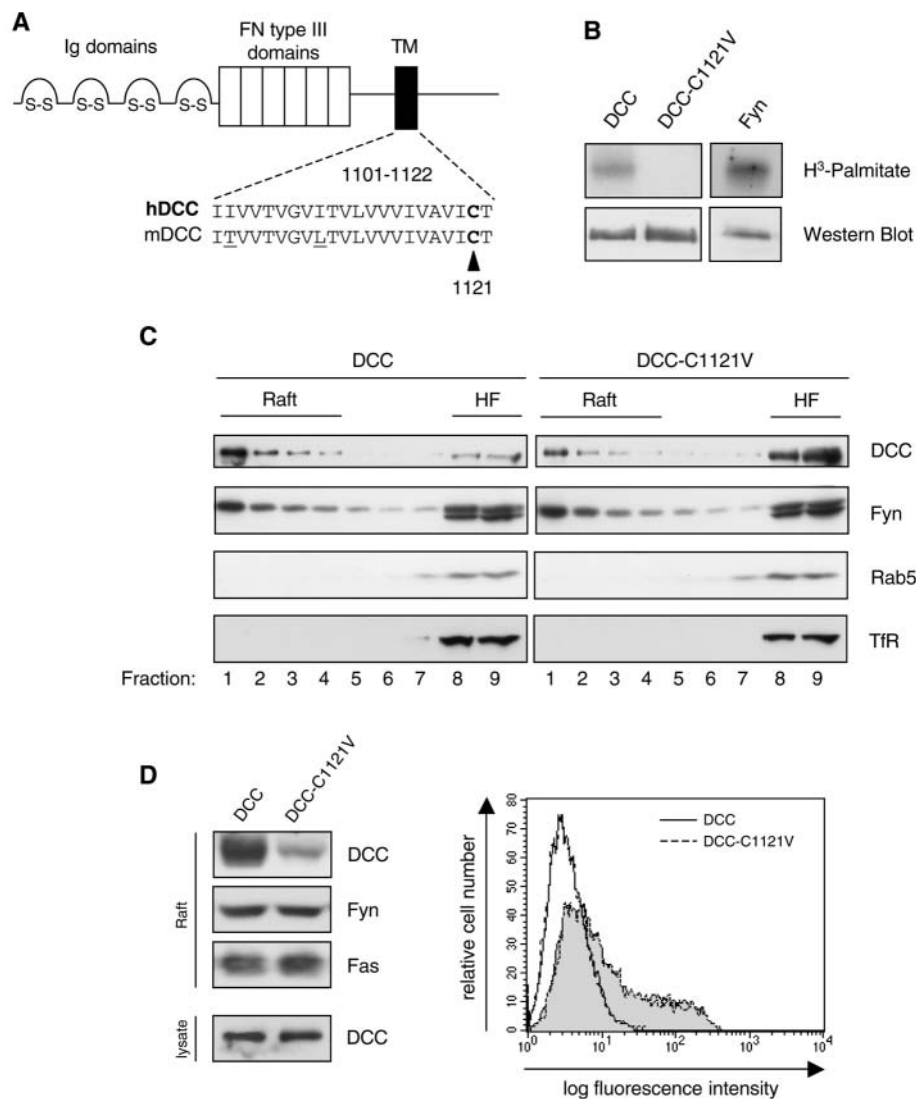 A
Ig domains
FN type III
domains
TM
S-S S-S S-S S-S
1101-1122
hDCC IIVVTVGVITVLVVVIVAVICT
mDCC ITVVTVGVLTVLVVVIVAVICT
1121
B
DCC DCC-C1121V Fyn
H³-Palmitate
Western Blot
C
DCC DCC-C1121V
Raft HF Raft HF
DCC
Fyn
Rab5
TfR
Fraction: 1 2 3 4 5 6 7 8 9 1 2 3 4 5 6 7 8 9
D
DCC DCC-C1121V
Raft
DCC
Fyn
Fas
lysate
DCC
relative cell number
80
70
60
50
40
30
20
10
0
DCC
DCC-C1121V
10⁰ 10¹ 10² 10³ 10⁴
log fluorescence intensity